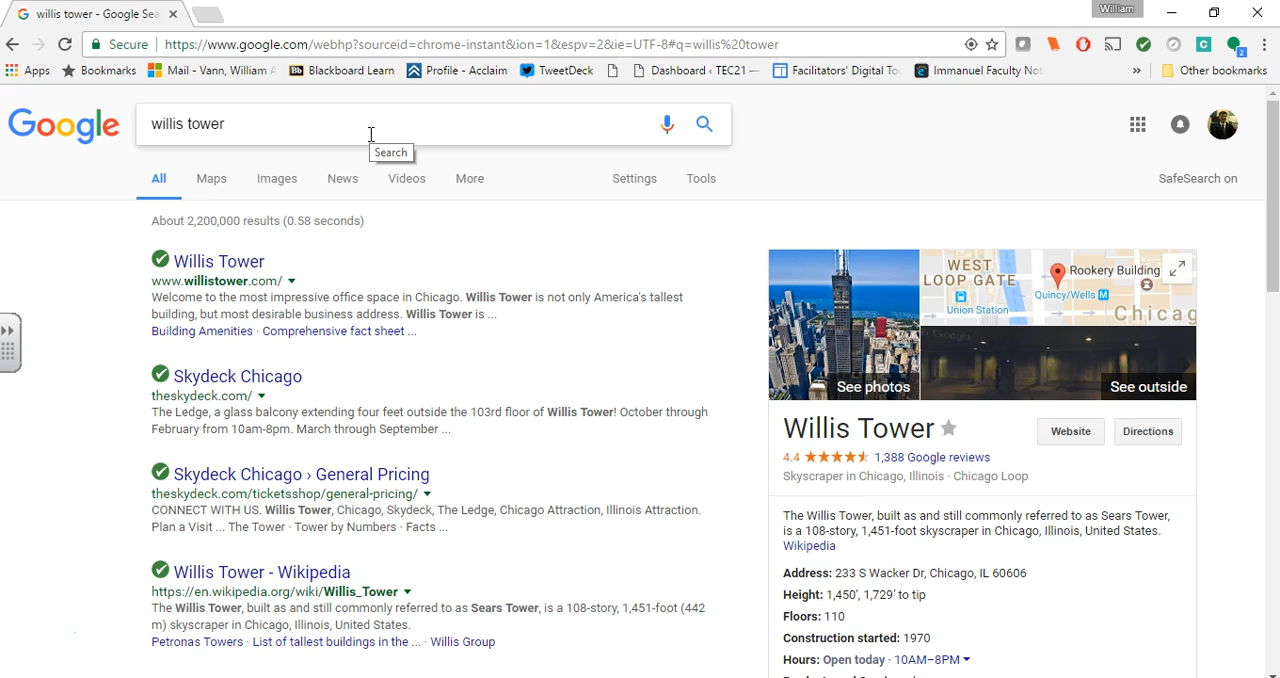 willis tower - Google Sea
William
Secure
https://www.google.com/webhp?sourceid=chrome-instant&ion=1&espv=2&ie=UTF-8#q=willis%20tower
C
2
Apps
Bookmarks
Mail - Vann, William A
Bb
Blackboard Learn
Profile - Acclaim
TweetDeck
Dashboard ‹ TEC21 —
Facilitators' Digital To
Immanuel Faculty Not
»
Other bookmarks
Google
willis tower
Search
All
Maps
Images
News
Videos
More
Settings
Tools
SafeSearch on
About 2,200,000 results (0.58 seconds)
Willis Tower
www.willistower.com/
Welcome to the most impressive office space in Chicago. Willis Tower is not only America's tallest
building, but most desirable business address. Willis Tower is ...
Building Amenities · Comprehensive fact sheet ...
Skydeck Chicago
theskydeck.com/
The Ledge, a glass balcony extending four feet outside the 103rd floor of Willis Tower! October through
February from 10am-8pm. March through September ...
Skydeck Chicago › General Pricing
theskydeck.com/ticketsshop/general-pricing/
CONNECT WITH US. Willis Tower, Chicago, Skydeck, The Ledge, Chicago Attraction, Illinois Attraction.
Plan a Visit ... The Tower · Tower by Numbers · Facts ...
Willis Tower - Wikipedia
https://en.wikipedia.org/wiki/Willis_Tower
The Willis Tower, built as and still commonly referred to as Sears Tower, is a 108-story, 1,451-foot (442
m) skyscraper in Chicago, Illinois, United States.
Petronas Towers · List of tallest buildings in the ... · Willis Group
WEST
LOOP GATE
Rookery Building
Quincy/Wells M
Union Station
Chicag
Google
See photos
See outside
Willis Tower
Website
Directions
4.4
1,388 Google reviews
Skyscraper in Chicago, Illinois · Chicago Loop
The Willis Tower, built as and still commonly referred to as Sears Tower,
is a 108-story, 1,451-foot skyscraper in Chicago, Illinois, United States.
Wikipedia
Address: 233 S Wacker Dr, Chicago, IL 60606
Height: 1,450′, 1,729′ to tip
Floors: 110
Construction started: 1970
Hours: Open today · 10AM–8PM